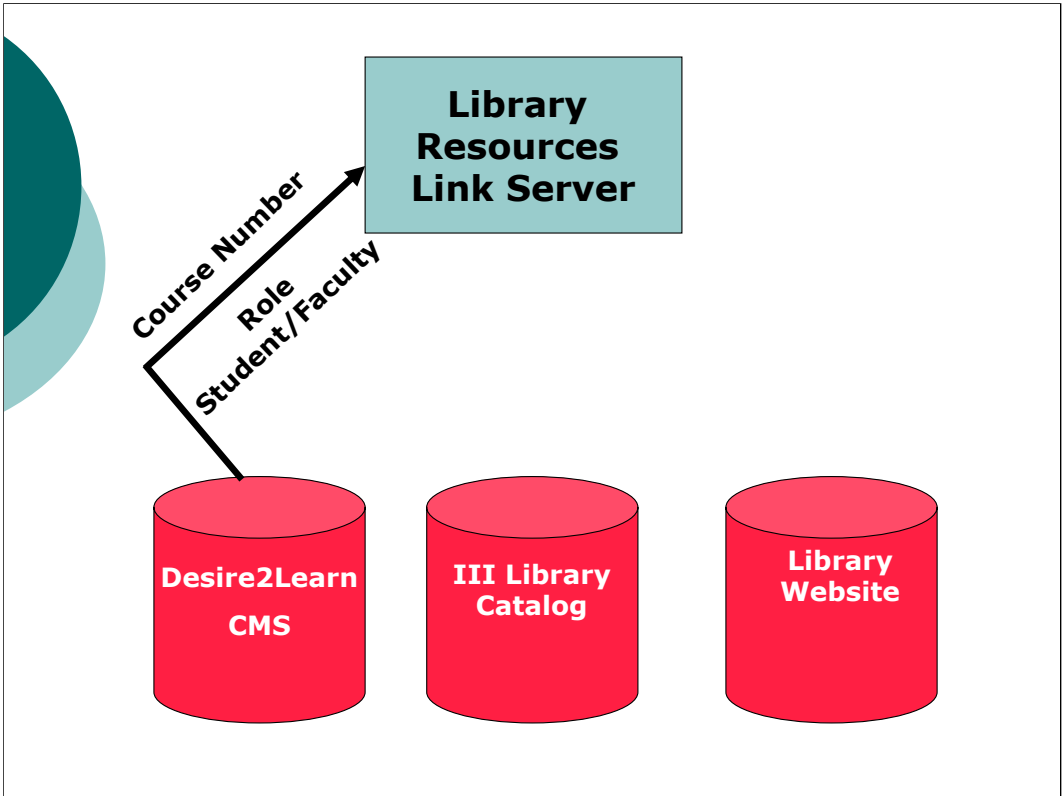 Library
Resources
Link Server
Course Number
Role
Student/Faculty
Desire2Learn
CMS
III Library
Catalog
Library
Website